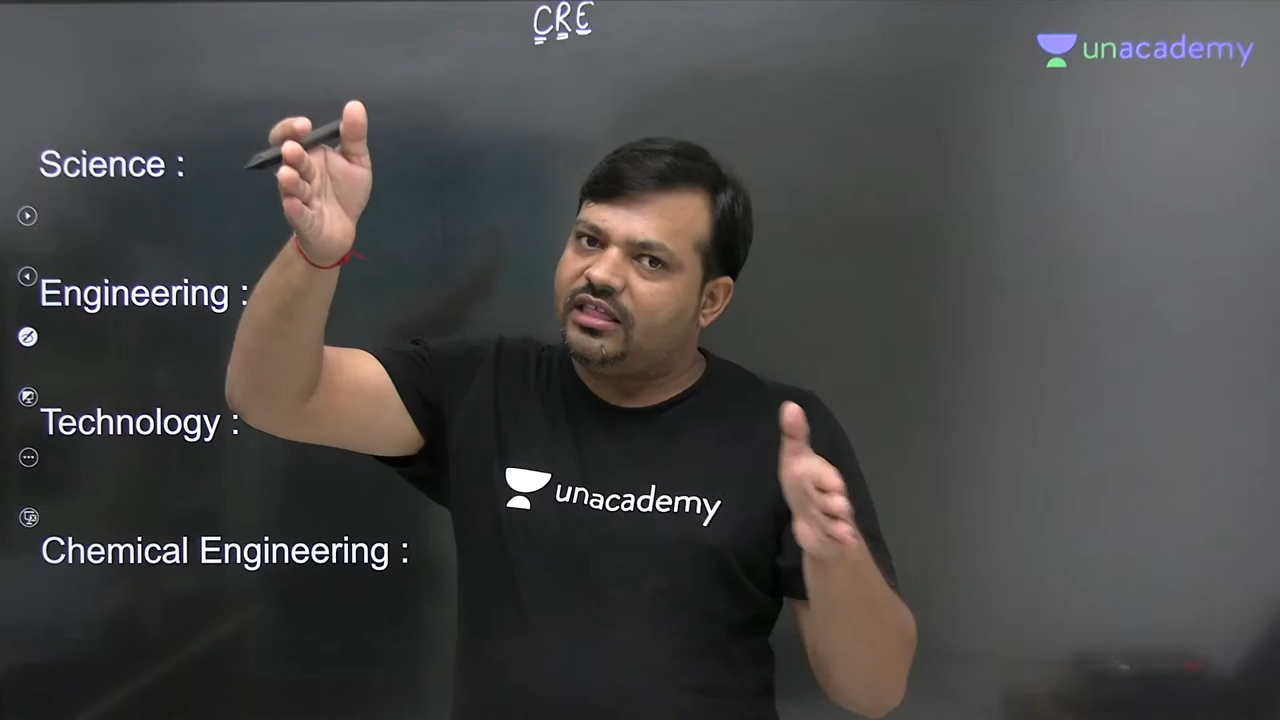 CRE
unacademy
Science :
Engineering :
Technology :
Chemical Engineering :
unacademy